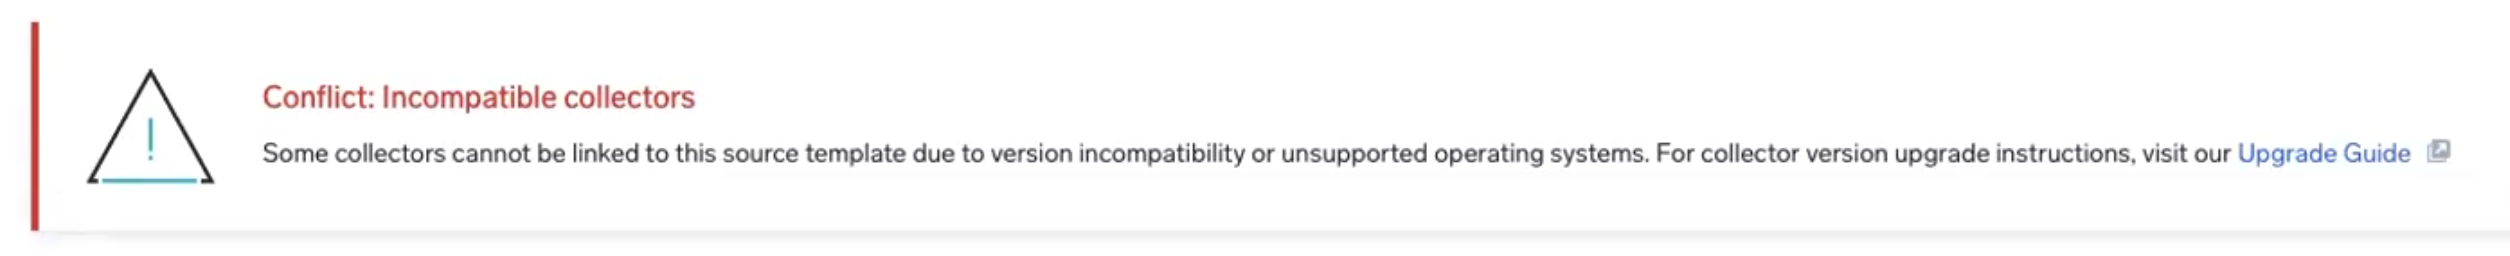 Conflict: Incompatible collectors
Some collectors cannot be linked to this source template due to version incompatibility or unsupported operating systems. For collector version upgrade instructions, visit our Upgrade Guide